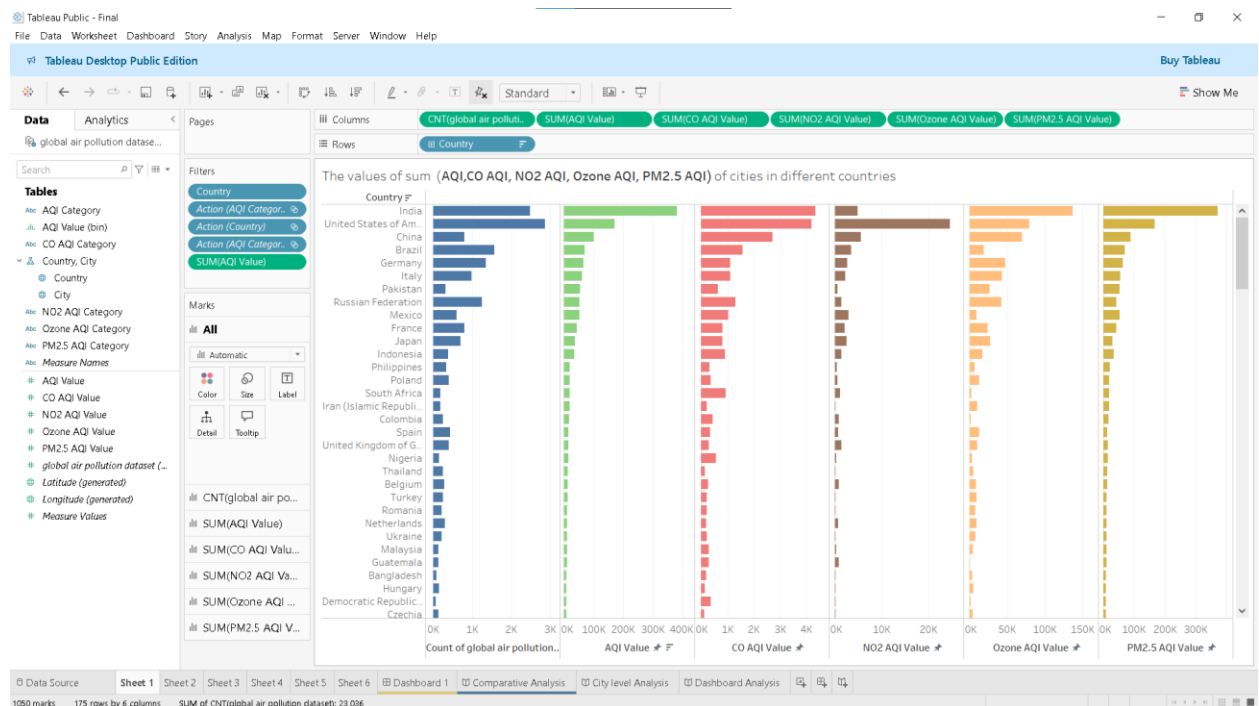 Tableau Public - Final
File Data Worksheet Dashboard Story Analysis Map Format Server Window Help
Tableau Desktop Public Edition
Buy Tableau
Standard
Show Me
Data Analytics
global air pollution datase...
Search
Tables
Abc AQI Category
AQI Value (bin)
Abc CO AQI Category
Country, City
Country
City
Abc NO2 AQI Category
Abc Ozone AQI Category
Abc PM2.5 AQI Category
Abc Measure Names
# AQI Value
# CO AQI Value
# NO2 AQI Value
# Ozone AQI Value
# PM2.5 AQI Value
# global air pollution dataset (...
Latitude (generated)
Longitude (generated)
# Measure Values
Pages
Filters
Country
Action (AQI Categor..
Action (Country)
Action (AQI Categor..
SUM(AQI Value)
Marks
All
Automatic
Color Size Label
Detail Tooltip
CNT(global air po...
SUM(AQI Value)
SUM(CO AQI Valu...
SUM(NO2 AQI Va...
SUM(Ozone AQI ...
SUM(PM2.5 AQI V...
Columns
CNT(global air polluti.. SUM(AQI Value) SUM(CO AQI Value) SUM(NO2 AQI Value) SUM(Ozone AQI Value) SUM(PM2.5 AQI Value)
Rows
Country
The values of sum (AQI,CO AQI, NO2 AQI, Ozone AQI, PM2.5 AQI) of cities in different countries
Country
India
United States of Am..
China
Brazil
Germany
Italy
Pakistan
Russian Federation
Mexico
France
Japan
Indonesia
Philippines
Poland
South Africa
Iran (Islamic Republi..
Colombia
Spain
United Kingdom of G..
Nigeria
Thailand
Belgium
Turkey
Romania
Netherlands
Ukraine
Malaysia
Guatemala
Bangladesh
Hungary
Democratic Republic..
Czechia
0K 1K 2K 3K 0K 100K 200K 300K 400K 0K 1K 2K 3K 4K 0K 10K 20K 0K 50K 100K 150K 0K 100K 200K 300K
Count of global air pollution.. AQI Value CO AQI Value NO2 AQI Value Ozone AQI Value PM2.5 AQI Value
Data Source Sheet 1 Sheet 2 Sheet 3 Sheet 4 Sheet 5 Sheet 6 Dashboard 1 Comparative Analysis City level Analysis Dashboard Analysis
1050 marks 175 rows by 6 columns SUM of CNT(global air pollution dataset): 23,036